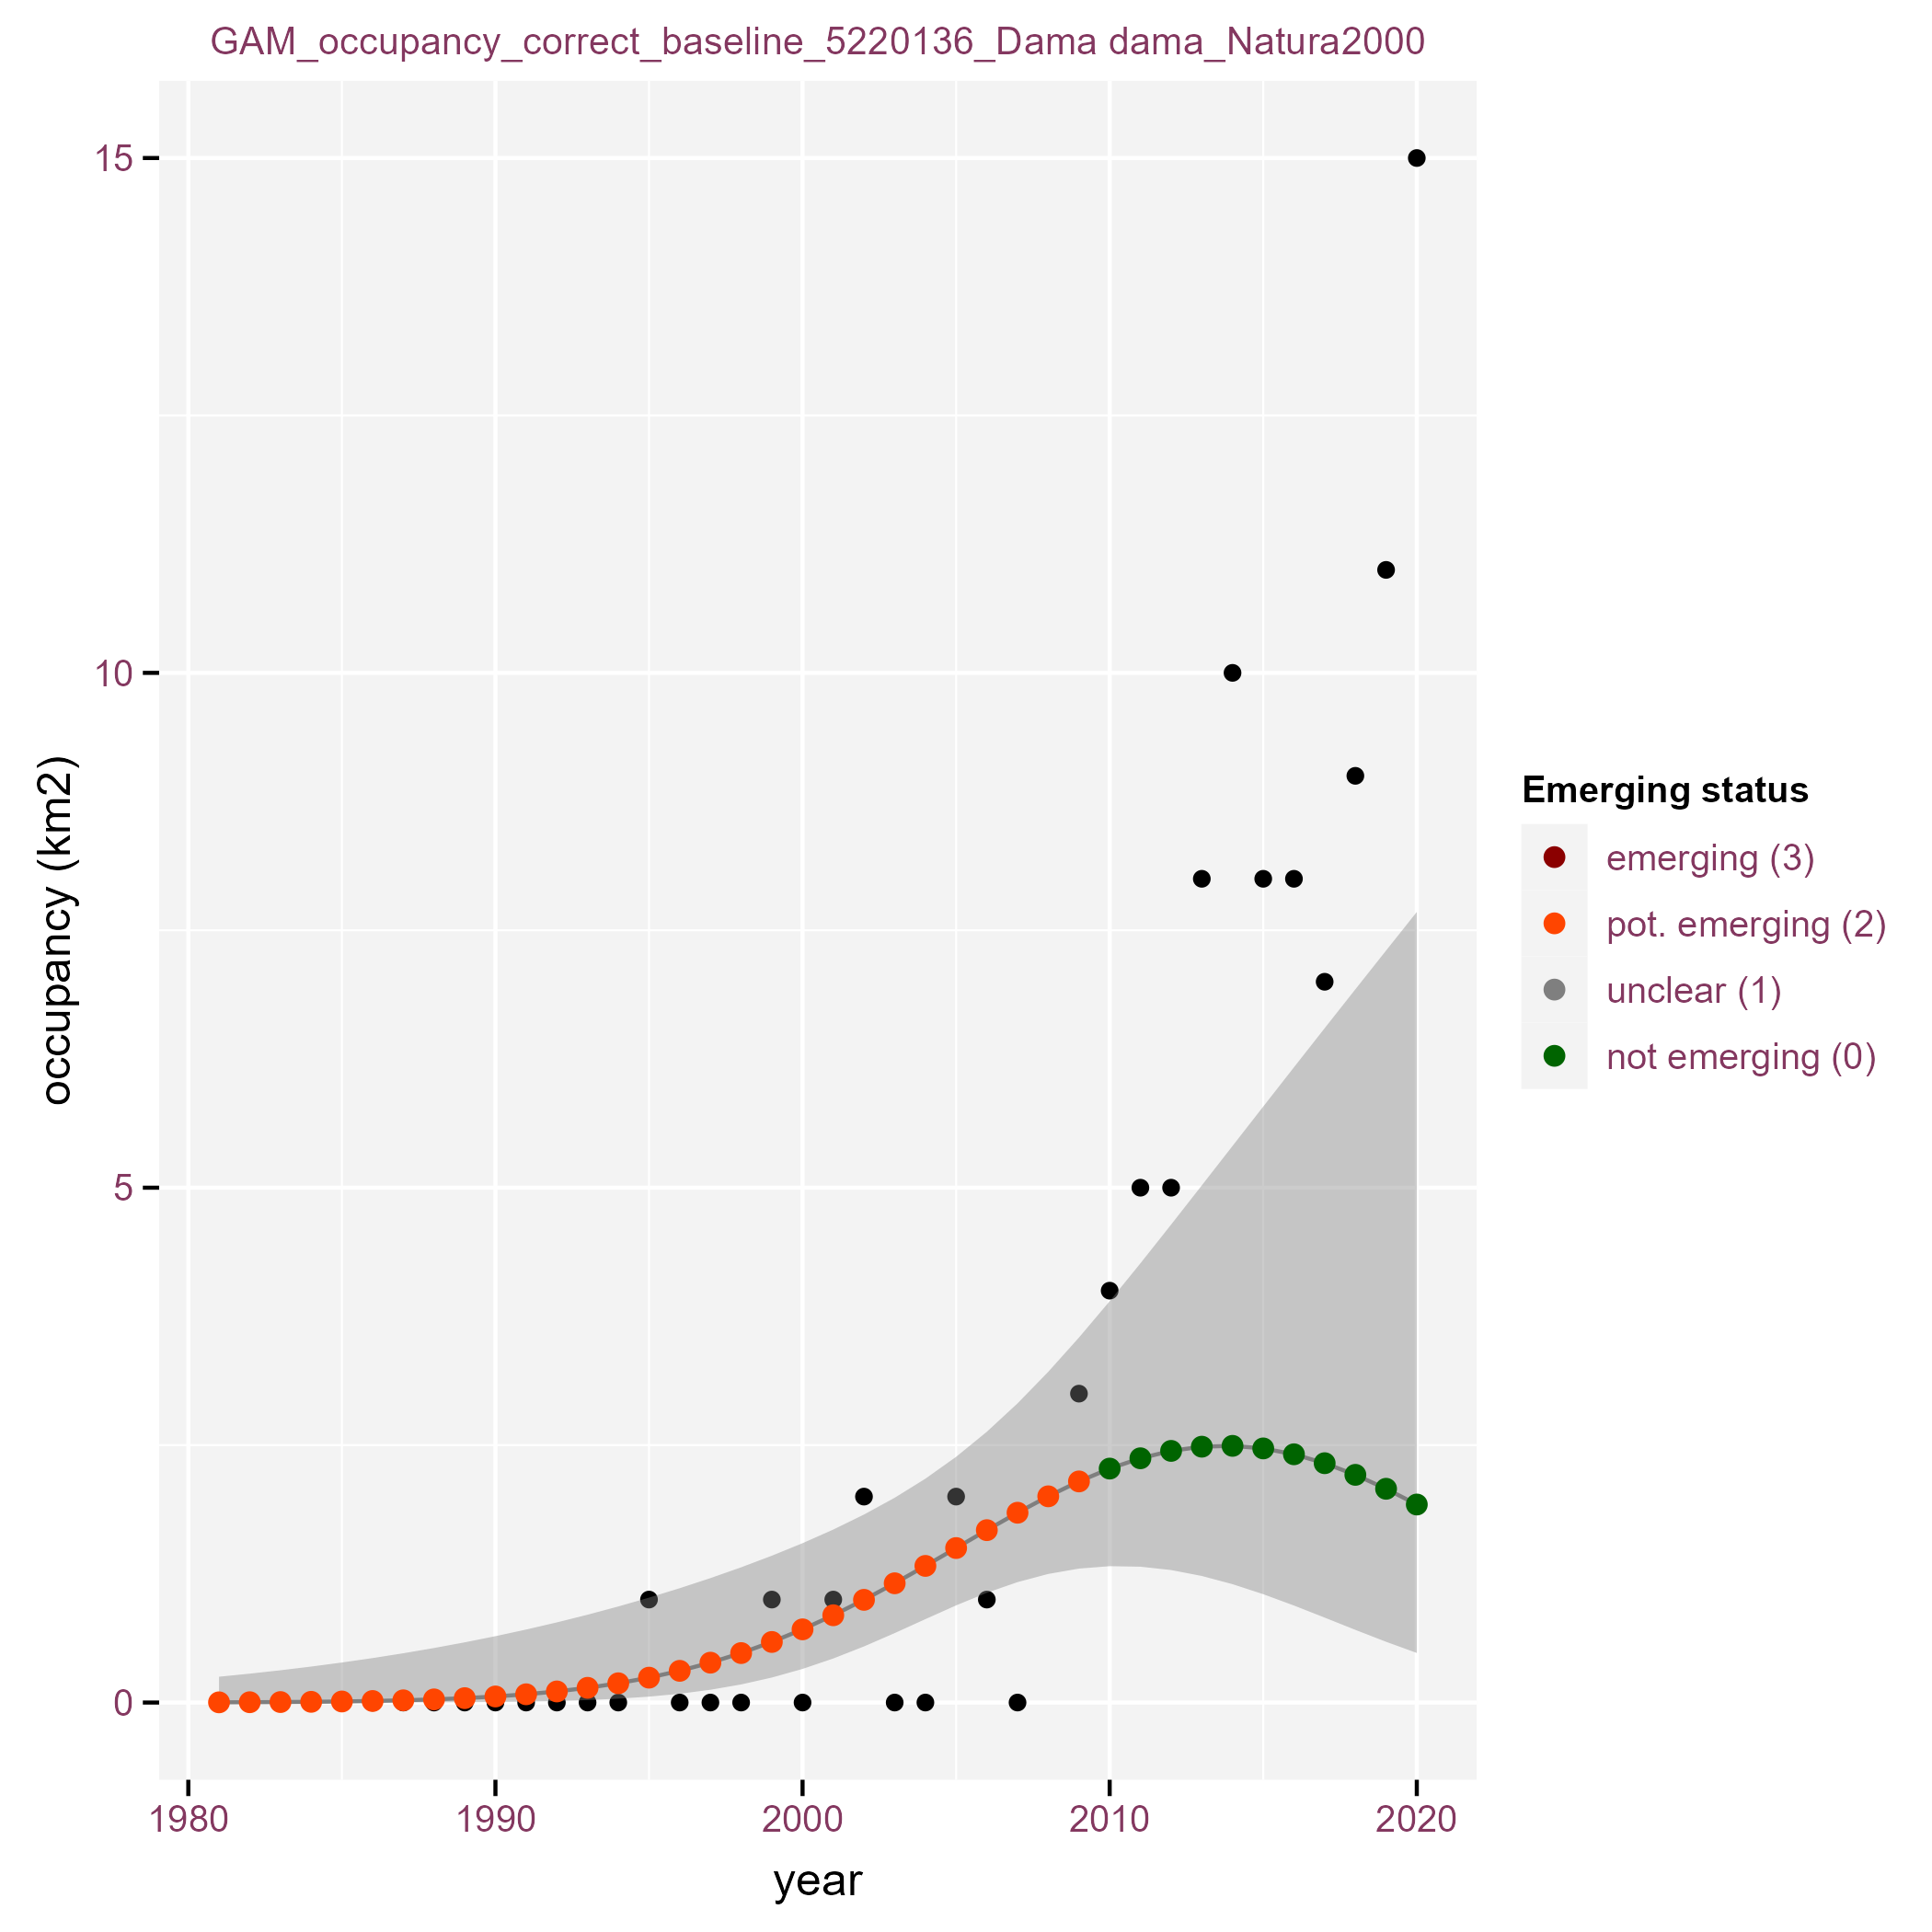 GAM_occupancy_correct_baseline_5220136_Dama dama_Natura2000
15
10
5
0
occupancy (km2)
1980
1990
2000
2010
2020
year
Emerging status
emerging (3)
pot. emerging (2)
unclear (1)
not emerging (0)